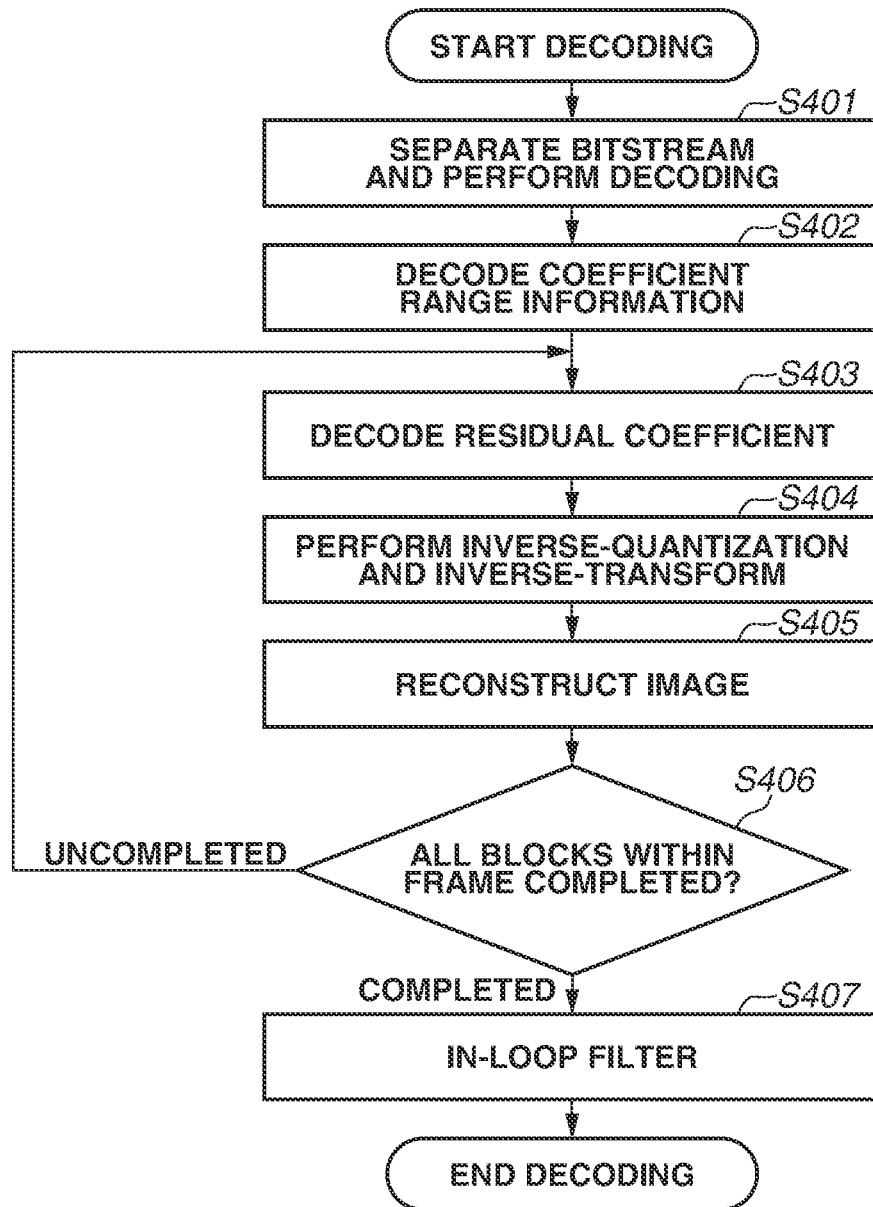 START DECODING
S401
SEPARATE BITSTREAM
AND PERFORM DECODING
S402
DECODE COEFFICIENT
RANGE INFORMATION
S403
DECODE RESIDUAL COEFFICIENT
S404
PERFORM INVERSE-QUANTIZATION
AND INVERSE-TRANSFORM
S405
RECONSTRUCT IMAGE
S406
UNCOMPLETED
ALL BLOCKS WITHIN
FRAME COMPLETED?
COMPLETED
S407
IN-LOOP FILTER
END DECODING